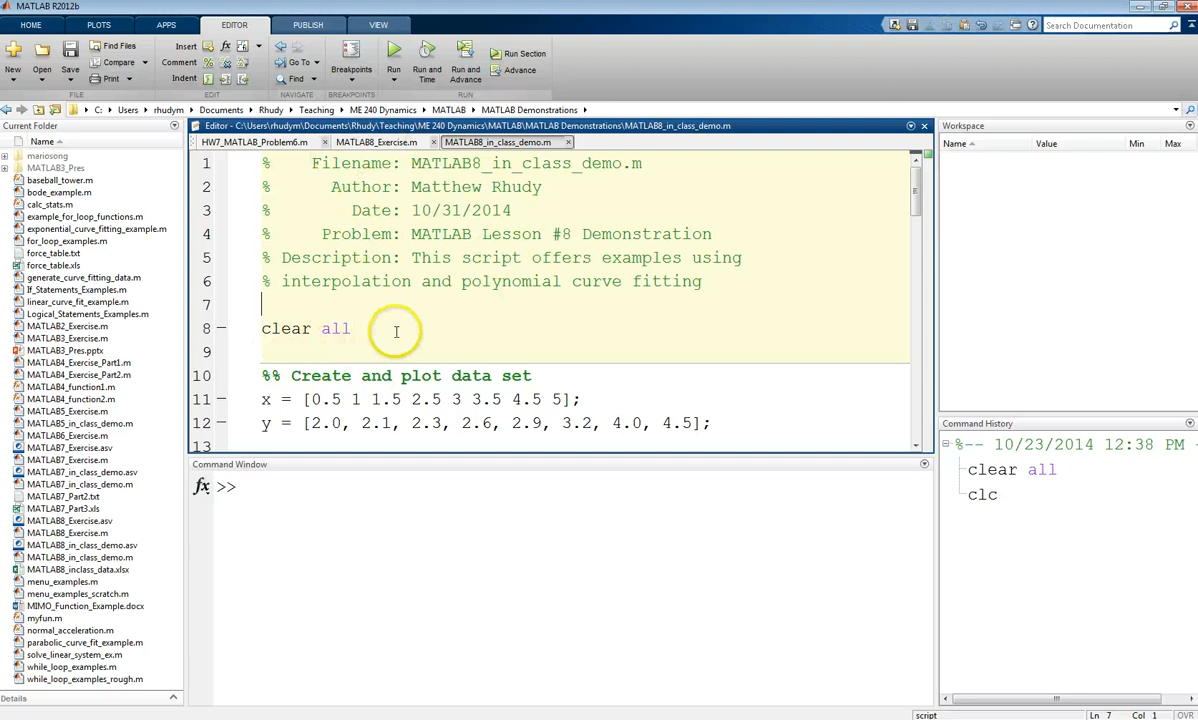 MATLAB R2012b
HOME PLOTS APPS EDITOR PUBLISH VIEW
Search Documentation
New Open Save Find Files Compare Print
FILE
Insert Comment Indent
EDIT
Go To Find
NAVIGATE
Breakpoints
BREAKPOINTS
Run Run and Time Run and Advance Run Section Advance
RUN
C: Users rhudym Documents Rhudy Teaching ME 240 Dynamics MATLAB MATLAB Demonstrations
Current Folder
Name
mariosong
MATLAB3_Pres
baseball_tower.m
bode_example.m
calc_stats.m
example_for_loop_functions.m
exponential_curve_fitting_example.m
for_loop_examples.m
force_table.txt
force_table.xls
generate_curve_fitting_data.m
If_Statements_Example.m
linear_curve_fit_example.m
Logical_Statements_Examples.m
MATLAB2_Exercise.m
MATLAB3_Exercise.m
MATLAB3_Pres.pptx
MATLAB4_Exercise_Part1.m
MATLAB4_Exercise_Part2.m
MATLAB4_function1.m
MATLAB4_function2.m
MATLAB5_Exercise.m
MATLAB5_in_class_demo.m
MATLAB6_Exercise.m
MATLAB7_Exercise.asv
MATLAB7_Exercise.m
MATLAB7_in_class_demo.asv
MATLAB7_in_class_demo.m
MATLAB7_Part2.txt
MATLAB7_Part3.xls
MATLAB8_Exercise.asv
MATLAB8_Exercise.m
MATLAB8_in_class_demo.asv
MATLAB8_in_class_demo.m
MATLAB8_inclass_data.xlsx
menu_examples.m
menu_examples_scratch.m
MIMO_Function_Example.docx
myfun.m
normal_acceleration.m
parabolic_curve_fit_example.m
solve_linear_system_ex.m
while_loop_examples.m
while_loop_examples_rough.m
Details
Editor - C:\Users\rhudym\Documents\Rhudy\Teaching\ME 240 Dynamics\MATLAB\MATLAB Demonstrations\MATLAB8_in_class_demo.m
HW7_MATLAB_Problem6.m MATLAB8_Exercise.m MATLAB8_in_class_demo.m
1 % Filename: MATLAB8_in_class_demo.m
2 % Author: Matthew Rhudy
3 % Date: 10/31/2014
4 % Problem: MATLAB Lesson #8 Demonstration
5 % Description: This script offers examples using
6 % interpolation and polynomial curve fitting
7
8 clear all
9
10 %% Create and plot data set
11 x = [0.5 1 1.5 2.5 3 3.5 4.5 5];
12 y = [2.0, 2.1, 2.3, 2.6, 2.9, 3.2, 4.0, 4.5];
13
Command Window
fx >>
Workspace
Name Value Min Max
Command History
%-- 10/23/2014 12:38 PM -
clear all
clc
script Ln 7 Col 1 OVR